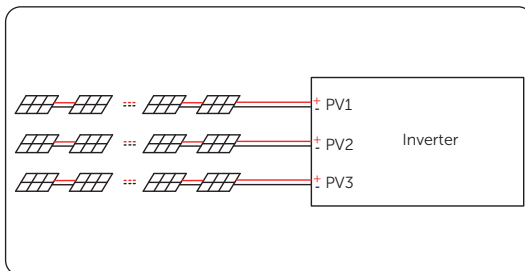 + PV1
-
Inverter
+ PV2
-
+ PV3
-